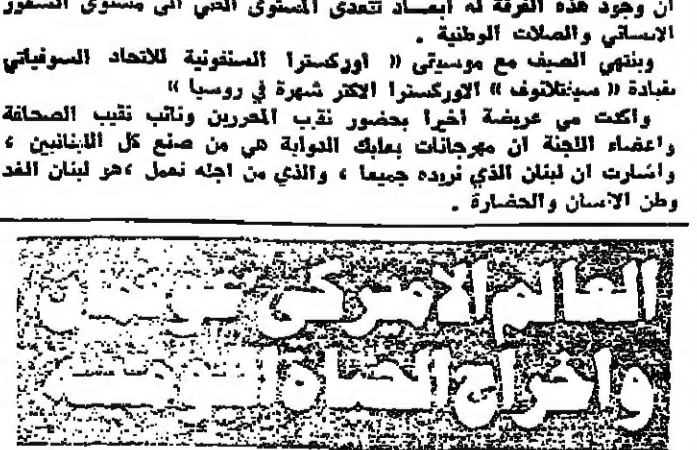 ان وجود هذه الفرقة له ابعـــاد تتعدى المستوى الفني الى مستوى الشعور
الانساني والصلات الوطنية .
وينتهي الصيف مع موسيقى « اوركسترا السنفونية للاتحاد السوفياتي
بقيادة « سيتلانوف » الاوركسترا الاكثر شهرة في روسيا »
واكدت مي عريضة اخيرا بحضور نقيب المحررين ونائب نقيب الصحافة
واعضاء اللجنة ان مهرجانات بعلبك الدولية هي من صنع كل اللبنانيين ،
واشارت ان لبنان الذي نريده جميعا ، والذي من اجله نعمل ،هو لبنان الغد
وطن الانسان والحضارة .
العالم الاميركي
واخراج الحياة